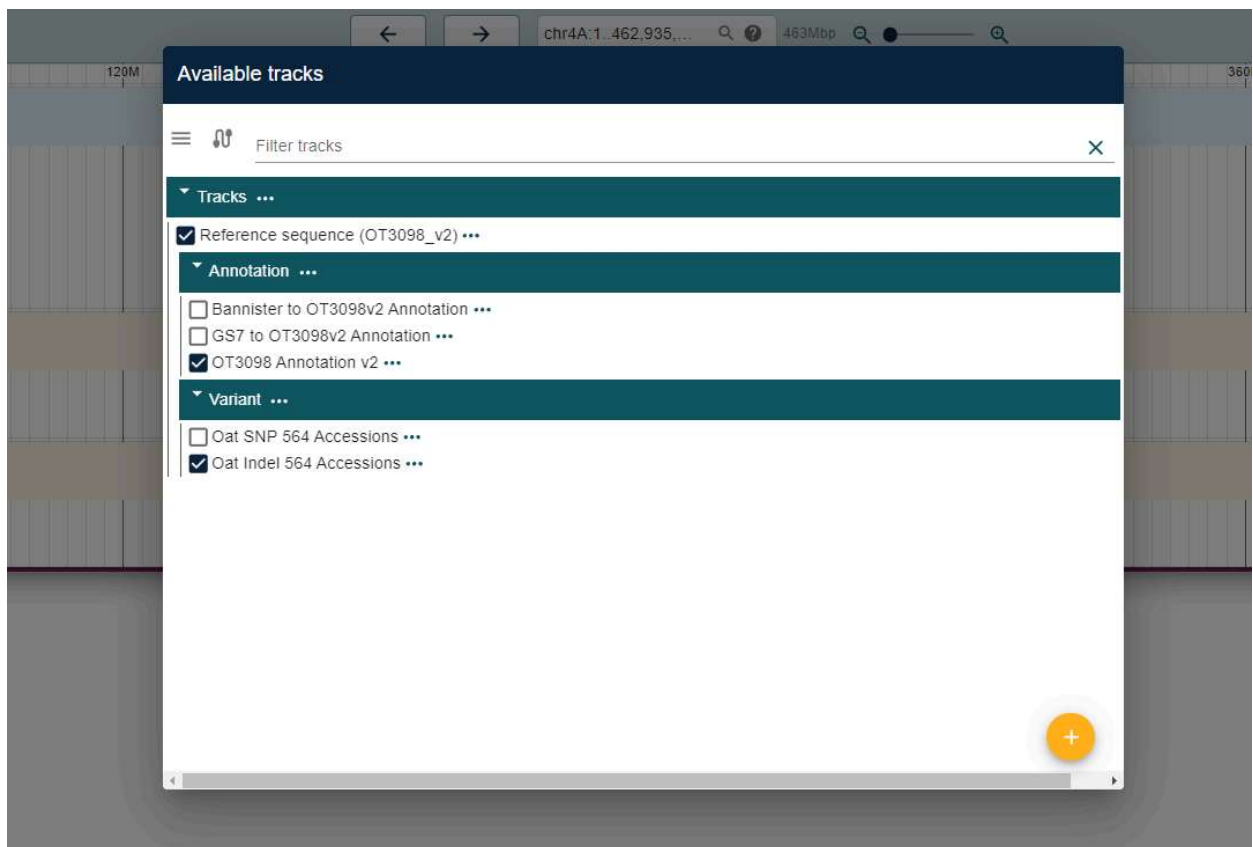 chr4A:1..462,935,... 463Mbp
120M
360
Available tracks
Filter tracks
Tracks
Reference sequence (OT3098_v2)
Annotation
Bannister to OT3098v2 Annotation
GS7 to OT3098v2 Annotation
OT3098 Annotation v2
Variant
Oat SNP 564 Accessions
Oat Indel 564 Accessions